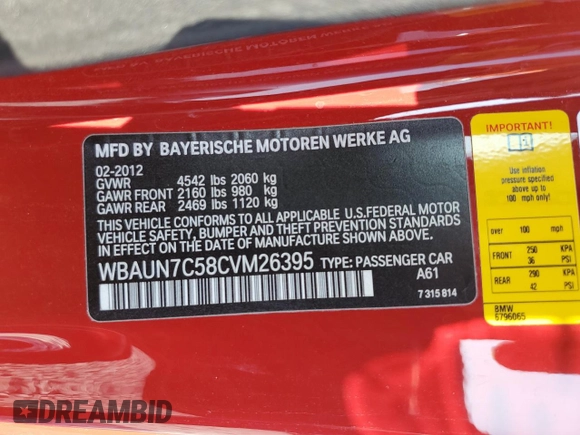 MFD BY BAYERISCHE MOTOREN WERKE AG
02-2012
GVWR 4542 lbs 2060 kg
GAWR FRONT 2160 lbs 980 kg
GAWR REAR 2469 lbs 1120 kg
THIS VEHICLE CONFORMS TO ALL APPLICABLE U.S.FEDERAL MOTOR
VEHICLE SAFETY, BUMPER AND THEFT PREVENTION STANDARDS
IN EFFECT ON THE DATE OF MANUFACTURE SHOWN ABOVE.
WBAUN7C58CVM26395 TYPE: PASSENGER CAR
A61
7 315 814
IMPORTANT!
Use these
inflation
pressure
especially
above up to
100 mph only!
over 100 mph
FRONT 250 KPA
36 PSI
REAR 290 KPA
42 PSI
BMW
6796065
DREAMBID